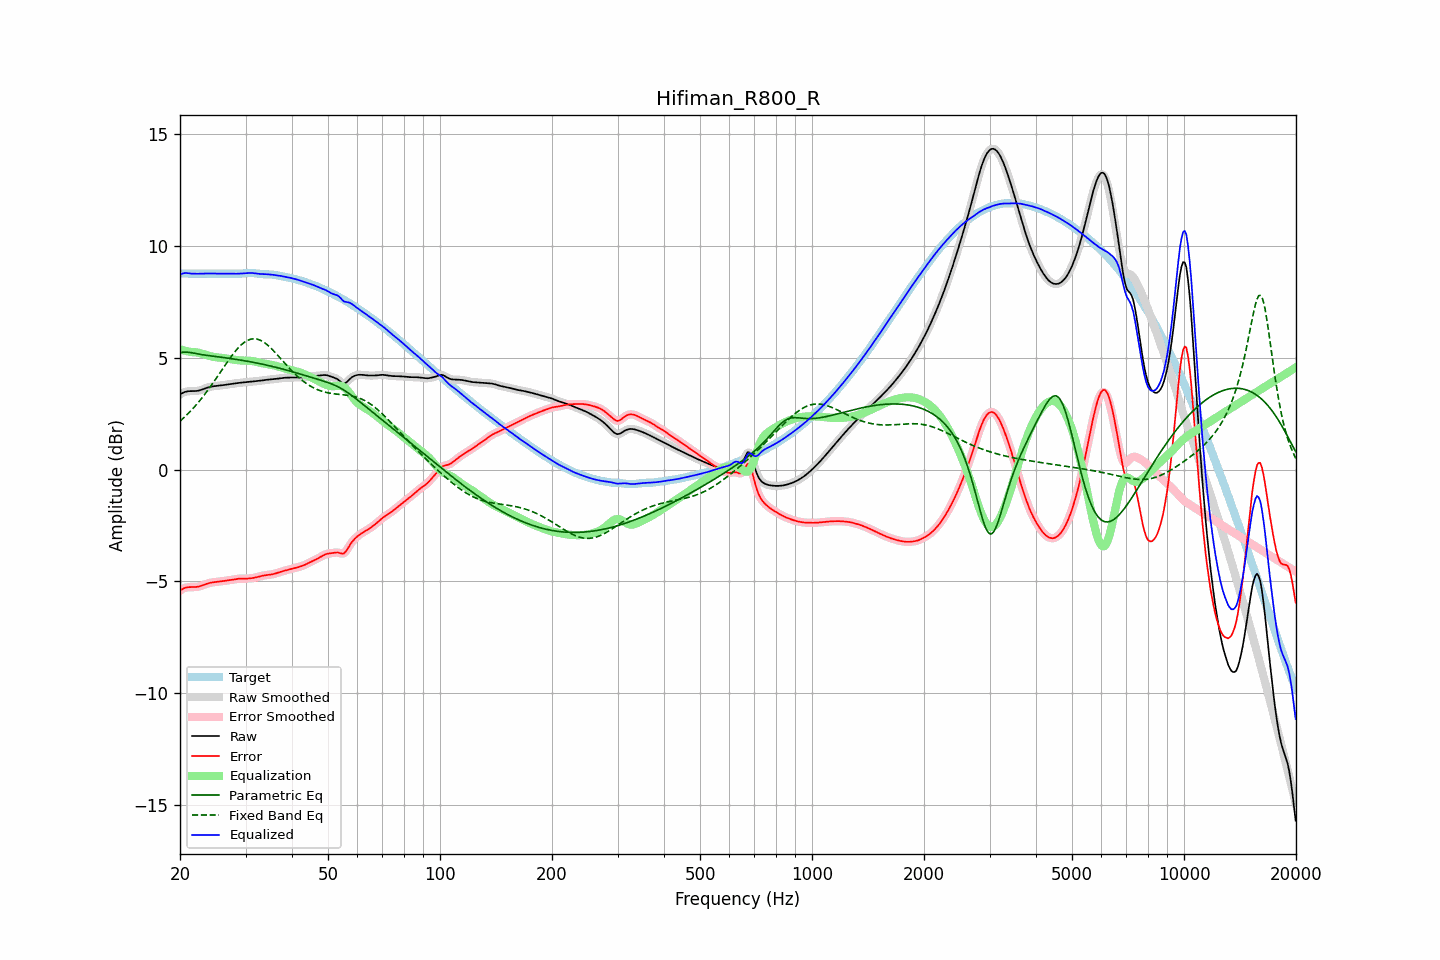 Hifiman_R800_R
Amplitude (dBr)
15
10
5
0
−5
−10
−15
Target
Raw Smoothed
Error Smoothed
Raw
Error
Equalization
Parametric Eq
Fixed Band Eq
Equalized
20 50 100 200 500 1000 2000 5000 10000 20000
Frequency (Hz)